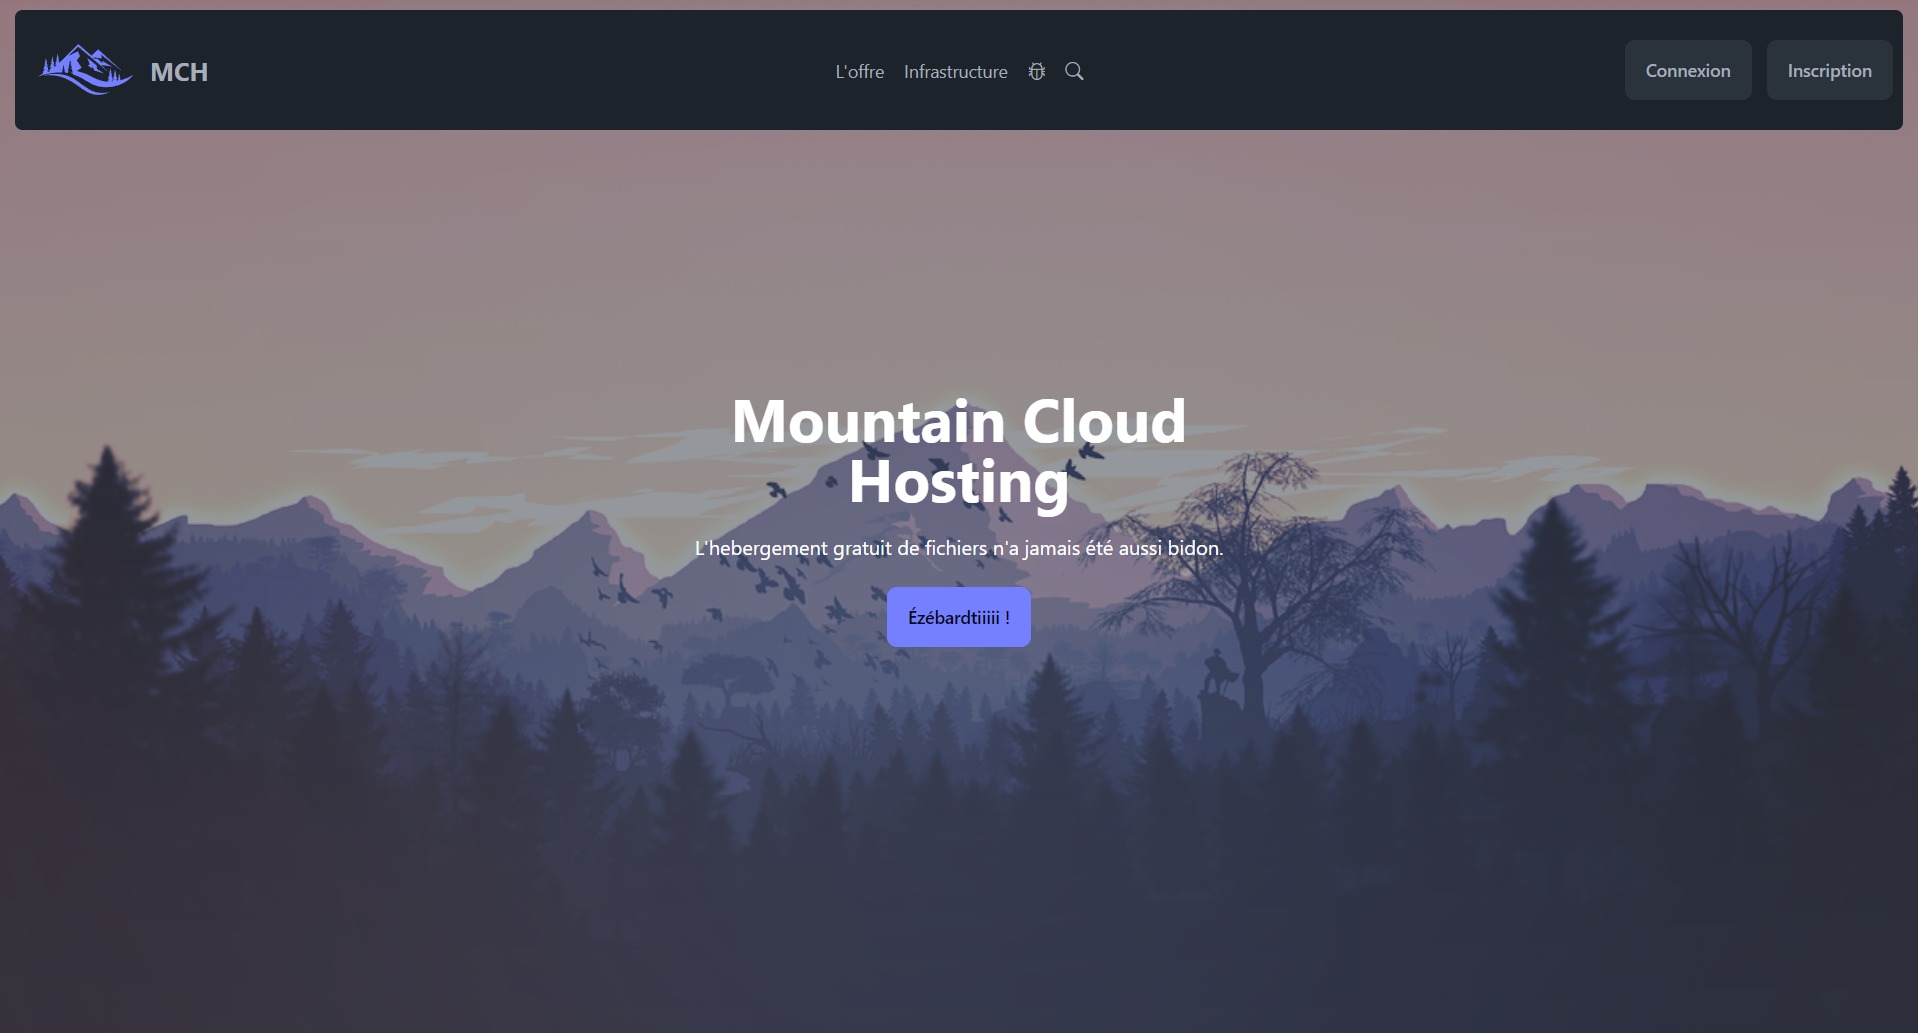 MCH
L'offre Infrastructure
Connexion Inscription
Mountain Cloud
Hosting
L'hebergement gratuit de fichiers n'a jamais été aussi bidon.
Ézébardtiiiii !